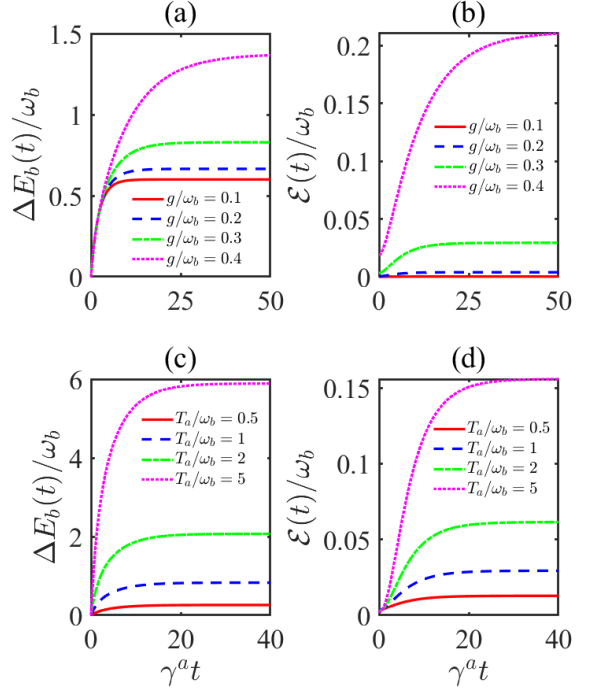 (a)
ΔE_b(t)/ω_b
1.5
1
0.5
0
0
25
50
g/ω_b = 0.1
g/ω_b = 0.2
g/ω_b = 0.3
g/ω_b = 0.4
(b)
ℰ(t)/ω_b
0.2
0.15
0.1
0.05
0
0
25
50
g/ω_b = 0.1
g/ω_b = 0.2
g/ω_b = 0.3
g/ω_b = 0.4
(c)
ΔE_b(t)/ω_b
6
4
2
0
0
20
40
T_a/ω_b = 0.5
T_a/ω_b = 1
T_a/ω_b = 2
T_a/ω_b = 5
γ^a t
(d)
ℰ(t)/ω_b
0.15
0.1
0.05
0
0
20
40
T_a/ω_b = 0.5
T_a/ω_b = 1
T_a/ω_b = 2
T_a/ω_b = 5
γ^a t